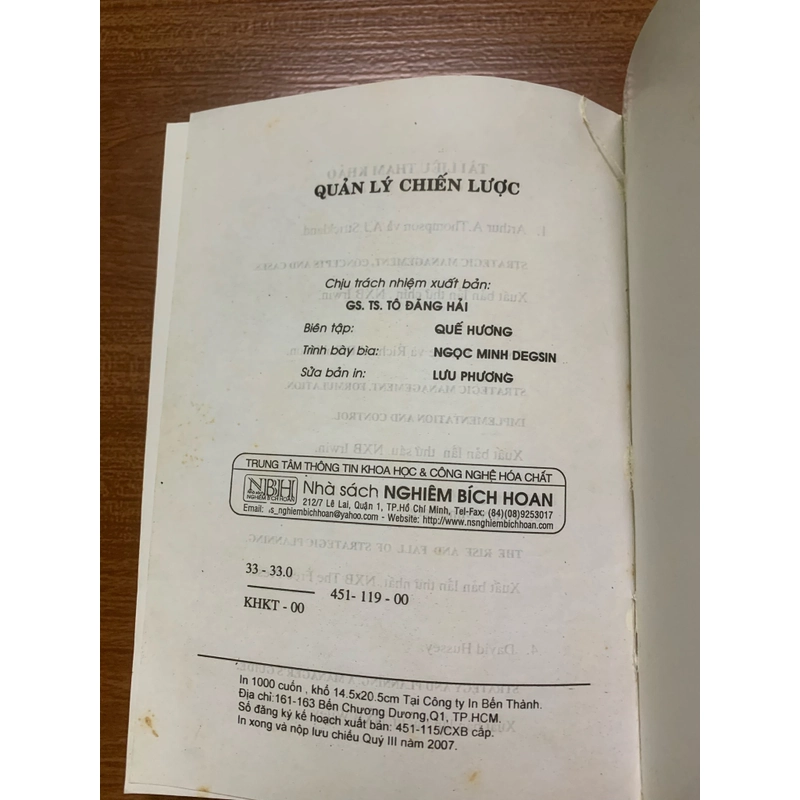 QUẢN LÝ CHIẾN LƯỢC
Chịu trách nhiệm xuất bản:
GS. TS. TÔ ĐĂNG HẢI
Biên tập: QUẾ HƯƠNG
Trình bày bìa: NGỌC MINH DEGSIN
Sửa bản in: LƯU PHƯƠNG
TRUNG TÂM THÔNG TIN KHOA HỌC & CÔNG NGHỆ HÓA CHẤT
NBH
NHÀ SÁCH
NGHIÊM BÍCH HOAN
Nhà sách NGHIÊM BÍCH HOAN
212/7 Lê Lai, Quận 1, TP.Hồ Chí Minh, Tel-Fax: (84)(08)9253017
Email: ns_nghiembichhoan@yahoo.com - Website: http://www.nsnghiembichhoan.com
33 - 33.0
KHKT - 00
451- 119 - 00
In 1000 cuốn , khổ 14.5x20.5cm Tại Công ty In Bến Thành.
Địa chỉ:161-163 Bến Chương Dương,Q1, TP.HCM.
Số đăng ký kế hoạch xuất bản: 451-115/CXB cấp.
In xong và nộp lưu chiểu Quý III năm 2007.